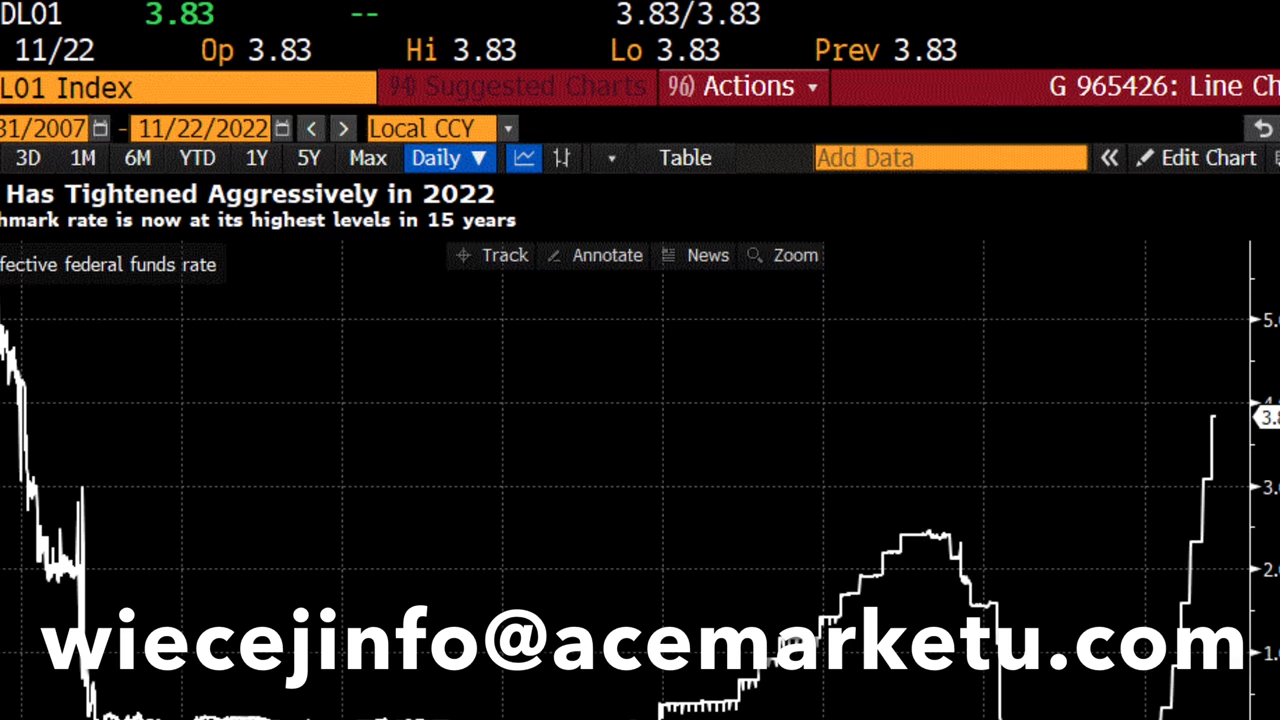 DL01 3.83 -- 3.83/3.83
11/22 Op 3.83 Hi 3.83 Lo 3.83 Prev 3.83
L01 Index 94) Suggested Charts 96) Actions G 965426: Line Ch
31/2007 - 11/22/2022 < > Local CCY
3D 1M 6M YTD 1Y 5Y Max Daily ▼ Table Add Data « Edit Chart
Has Tightened Aggressively in 2022
hmark rate is now at its highest levels in 15 years
Track Annotate News Zoom
fective federal funds rate
5.0
4.0
3.8
3.0
2.0
wiecejinfo@acemarketu.com
1.0